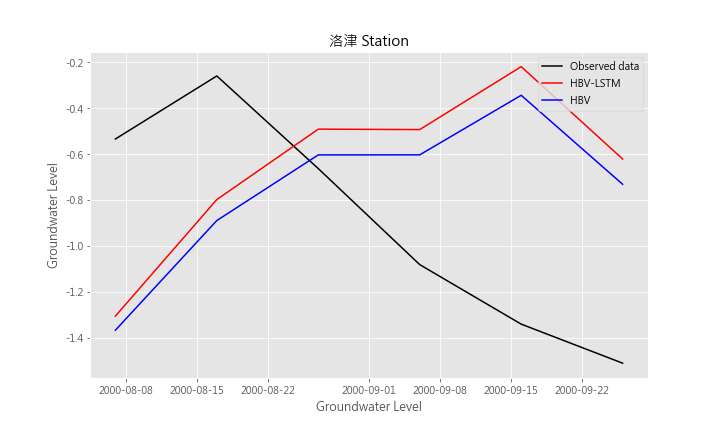 洛津 Station
Observed data
HBV-LSTM
HBV
Groundwater Level
-0.2
-0.4
-0.6
-0.8
-1.0
-1.2
-1.4
2000-08-08
2000-08-15
2000-08-22
2000-09-01
2000-09-08
2000-09-15
2000-09-22
Groundwater Level